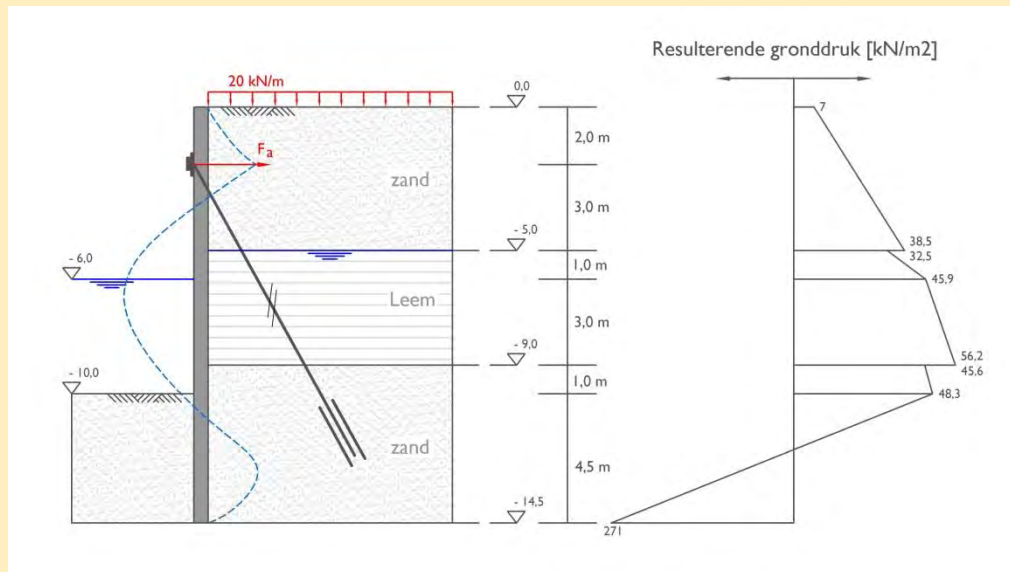 Resulterende gronddruk [kN/m2]
20 kN/m
0,0
7
2,0 m
Fa
zand
3,0 m
- 5,0
38,5
32,5
- 6,0
1,0 m
45,9
Leem
3,0 m
- 9,0
56,2
45,6
- 10,0
1,0 m
48,3
zand
4,5 m
- 14,5
271